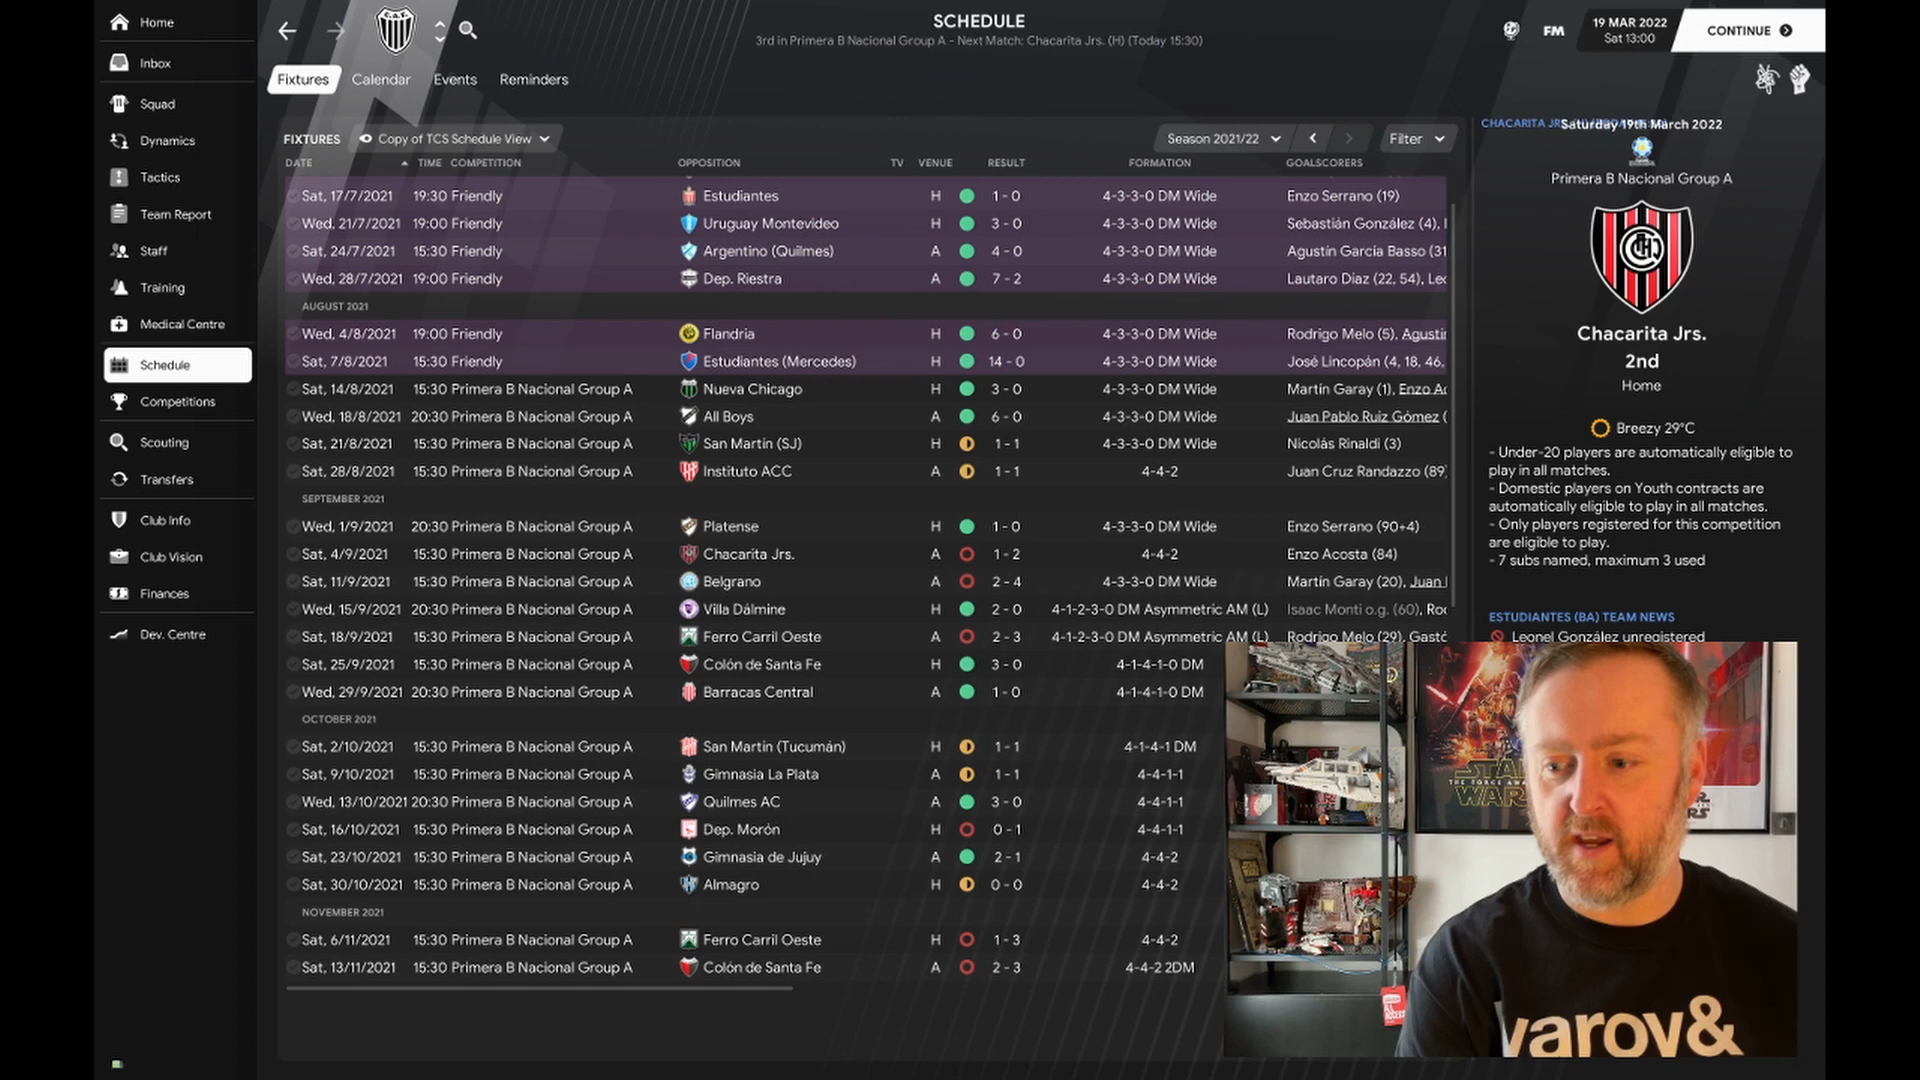 Home
Inbox
Squad
Dynamics
Tactics
Team Report
Staff
Training
Medical Centre
Schedule
Competitions
Scouting
Transfers
Club Info
Club Vision
Finances
Dev. Centre
SCHEDULE
3rd in Primera B Nacional Group A - Next Match: Chacarita Jrs. (H) (Today 15:30)
FM
19 MAR 2022
Sat 13:00
CONTINUE
Fixtures Calendar Events Reminders
FIXTURES Copy of TCS Schedule View Season 2021/22 Filter
DATE TIME COMPETITION OPPOSITION TV VENUE RESULT FORMATION GOALSCORERS
Sat, 17/7/2021 19:30 Friendly Estudiantes H 1 - 0 4-3-3-0 DM Wide Enzo Serrano (19)
Wed, 21/7/2021 19:00 Friendly Uruguay Montevideo H 3 - 0 4-3-3-0 DM Wide Sebastián González (4),
Sat, 24/7/2021 15:30 Friendly Argentino (Quilmes) A 4 - 0 4-3-3-0 DM Wide Agustín García Basso (31
Wed, 28/7/2021 19:00 Friendly Dep. Riestra A 7 - 2 4-3-3-0 DM Wide Lautaro Díaz (22, 54), Leo
AUGUST 2021
Wed, 4/8/2021 19:00 Friendly Flandria H 6 - 0 4-3-3-0 DM Wide Rodrigo Melo (5), Agustín
Sat, 7/8/2021 15:30 Friendly Estudiantes (Mercedes) H 14 - 0 4-3-3-0 DM Wide José Lincopán (4, 18, 46,
Sat, 14/8/2021 15:30 Primera B Nacional Group A Nueva Chicago H 3 - 0 4-3-3-0 DM Wide Martín Garay (1), Enzo Ac
Wed, 18/8/2021 20:30 Primera B Nacional Group A All Boys A 6 - 0 4-3-3-0 DM Wide Juan Pablo Ruíz Gómez (
Sat, 21/8/2021 15:30 Primera B Nacional Group A San Martín (SJ) H 1 - 1 4-3-3-0 DM Wide Nicolás Rinaldi (3)
Sat, 28/8/2021 15:30 Primera B Nacional Group A Instituto ACC A 1 - 1 4-4-2 Juan Cruz Randazzo (89)
SEPTEMBER 2021
Wed, 1/9/2021 20:30 Primera B Nacional Group A Platense H 1 - 0 4-3-3-0 DM Wide Enzo Serrano (90+4)
Sat, 4/9/2021 15:30 Primera B Nacional Group A Chacarita Jrs. A 1 - 2 4-4-2 Enzo Acosta (84)
Sat, 11/9/2021 15:30 Primera B Nacional Group A Belgrano A 2 - 4 4-3-3-0 DM Wide Martín Garay (20), Juan
Wed, 15/9/2021 20:30 Primera B Nacional Group A Villa Dálmine H 2 - 0 4-1-2-3-0 DM Asymmetric AM (L) Isaac Monti o.g. (60), Roc
Sat, 18/9/2021 15:30 Primera B Nacional Group A Ferro Carril Oeste A 2 - 3 4-1-2-3-0 DM Asymmetric AM (L) Rodrigo Melo (29), Gastó
Sat, 25/9/2021 15:30 Primera B Nacional Group A Colón de Santa Fe H 3 - 0 4-1-4-1-0 DM
Wed, 29/9/2021 20:30 Primera B Nacional Group A Barracas Central A 1 - 0 4-1-4-1-0 DM
OCTOBER 2021
Sat, 2/10/2021 15:30 Primera B Nacional Group A San Martín (Tucumán) H 1 - 1 4-1-4-1 DM
Sat, 9/10/2021 15:30 Primera B Nacional Group A Gimnasia La Plata A 1 - 1 4-4-1-1
Wed, 13/10/2021 20:30 Primera B Nacional Group A Quilmes AC A 3 - 0 4-4-1-1
Sat, 16/10/2021 15:30 Primera B Nacional Group A Dep. Morón H 0 - 1 4-4-1-1
Sat, 23/10/2021 15:30 Primera B Nacional Group A Gimnasia de Jujuy A 2 - 1 4-4-2
Sat, 30/10/2021 15:30 Primera B Nacional Group A Almagro H 0 - 0 4-4-2
NOVEMBER 2021
Sat, 6/11/2021 15:30 Primera B Nacional Group A Ferro Carril Oeste H 1 - 3 4-4-2
Sat, 13/11/2021 15:30 Primera B Nacional Group A Colón de Santa Fe A 2 - 3 4-4-2 2DM
CHACARITA
Saturday 19th March 2022
Primera B Nacional Group A
Chacarita Jrs.
2nd
Home
Breezy 29°C
- Under-20 players are automatically eligible to
play in all matches.
- Domestic players on Youth contracts are
automatically eligible to play in all matches.
- Only players registered for this competition
are eligible to play.
- 7 subs named, maximum 3 used
ESTUDIANTES (BA) TEAM NEWS
Leonel González unregistered
STAR
THE FORCE
WARS
varov&